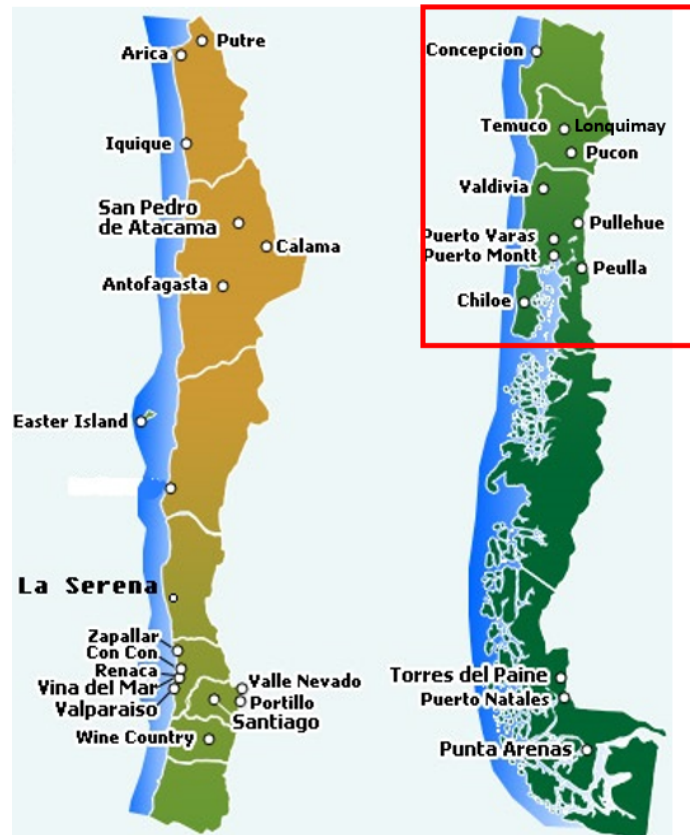 Putre
Arica
Iquique
San Pedro
de Atacama
Calama
Antofagasta
Easter Island
La Serena
Zapallar
Con Con
Renaca
Vina del Mar
Valparaiso
Valle Nevado
Portillo
Santiago
Wine Country
Concepcion
Temuco
Lonquimay
Pucon
Valdivia
Pullehue
Puerto Varas
Puerto Montt
Peulla
Chiloe
Torres del Paine
Puerto Natales
Punta Arenas